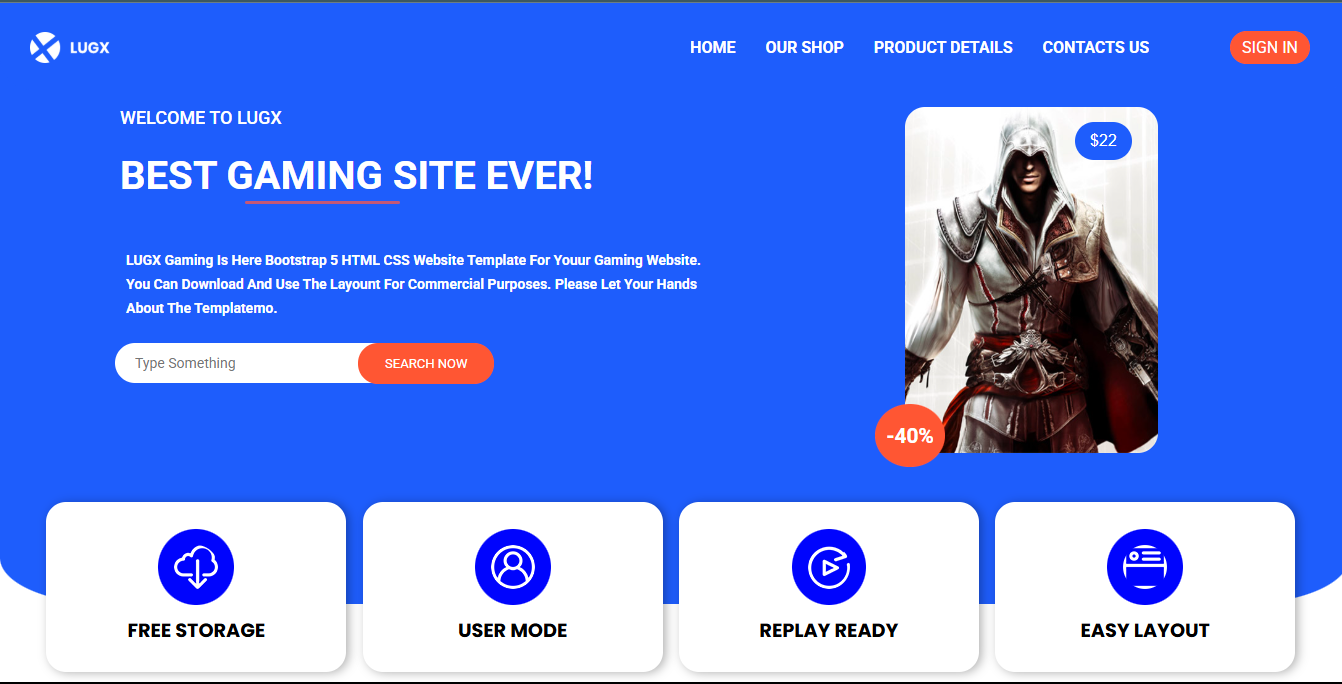 LUGX
HOME
OUR SHOP
PRODUCT DETAILS
CONTACTS US
SIGN IN
WELCOME TO LUGX
BEST GAMING SITE EVER!
LUGX Gaming Is Here Bootstrap 5 HTML CSS Website Template For Youur Gaming Website.
You Can Download And Use The Layount For Commercial Purposes. Please Let Your Hands
About The Templatemo.
Type Something
SEARCH NOW
$22
-40%
FREE STORAGE
USER MODE
REPLAY READY
EASY LAYOUT